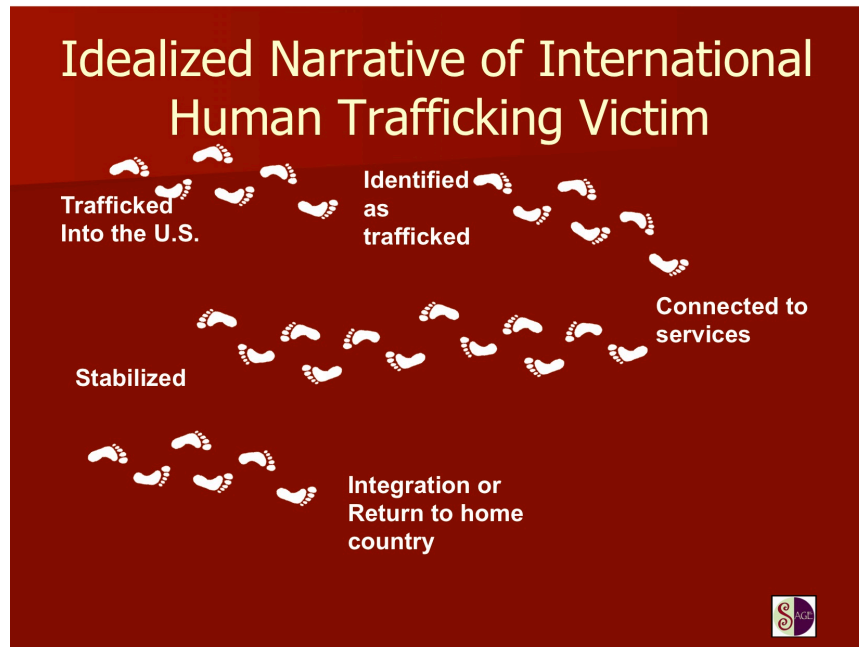 Idealized Narrative of International
Human Trafficking Victim
Trafficked
Into the U.S.
Identified
as
trafficked
Connected to
services
Stabilized
Integration or
Return to home
country
SAGE